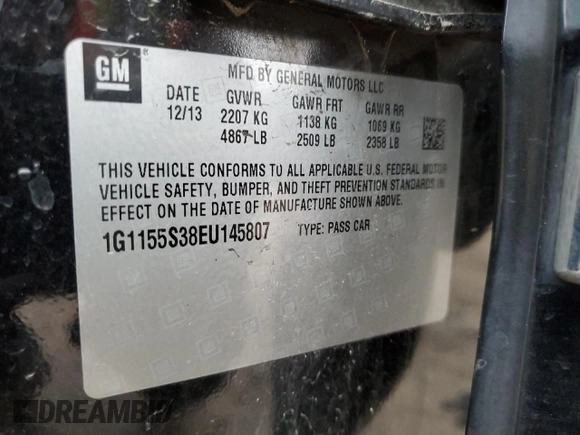 GM ®
MFD BY GENERAL MOTORS LLC
DATE GVWR GAWR FRT GAWR RR
12/13 2207 KG 1138 KG 1069 KG
4867 LB 2509 LB 2358 LB
THIS VEHICLE CONFORMS TO ALL APPLICABLE U.S. FEDERAL MOTOR
VEHICLE SAFETY, BUMPER, AND THEFT PREVENTION STANDARDS IN
EFFECT ON THE DATE OF MANUFACTURE SHOWN ABOVE.
1G1155S38EU145807 TYPE: PASS CAR
DREAMBID